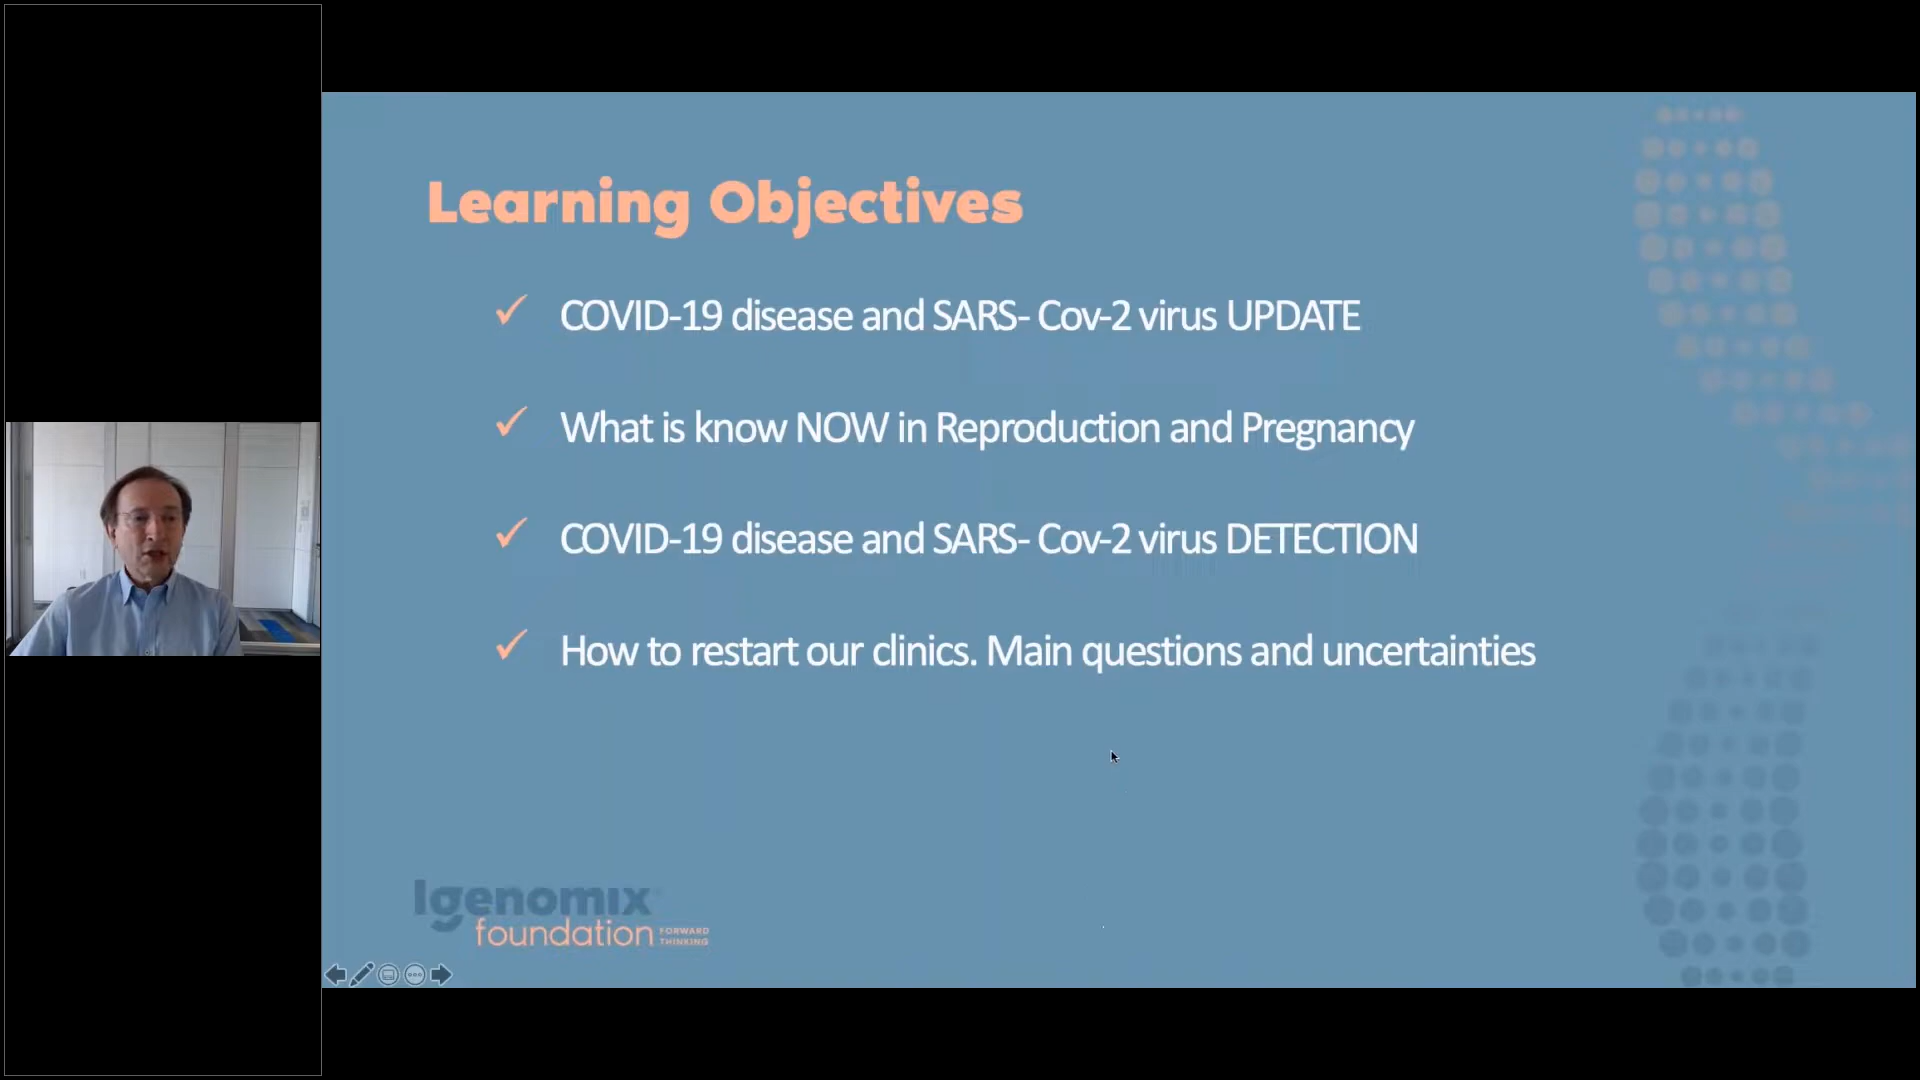 Learning Objectives
✓ COVID-19 disease and SARS- Cov-2 virus UPDATE
✓ What is know NOW in Reproduction and Pregnancy
✓ COVID-19 disease and SARS- Cov-2 virus DETECTION
✓ How to restart our clinics. Main questions and uncertainties
Igenomix
foundation FORWARD THINKING